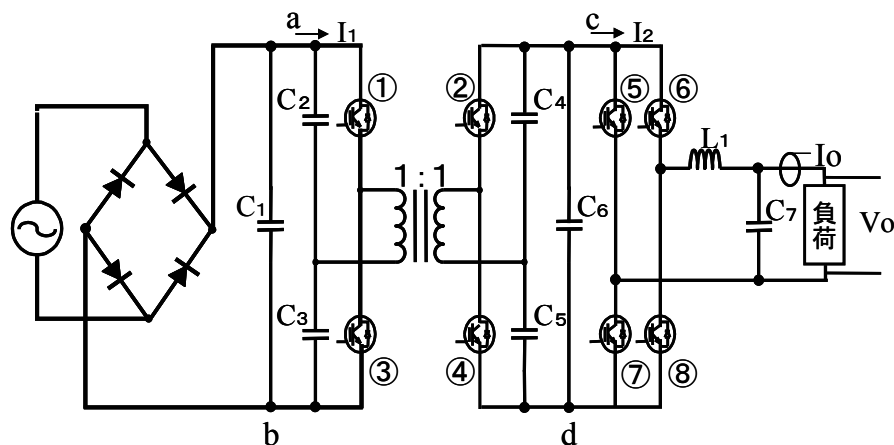 a I₁
c I₂
① ② ⑤ ⑥
C₂ C₄
L₁ Io
1:1
C₁ C₆ C₇ 負荷 Vo
C₃ C₅
③ ④ ⑦ ⑧
b d